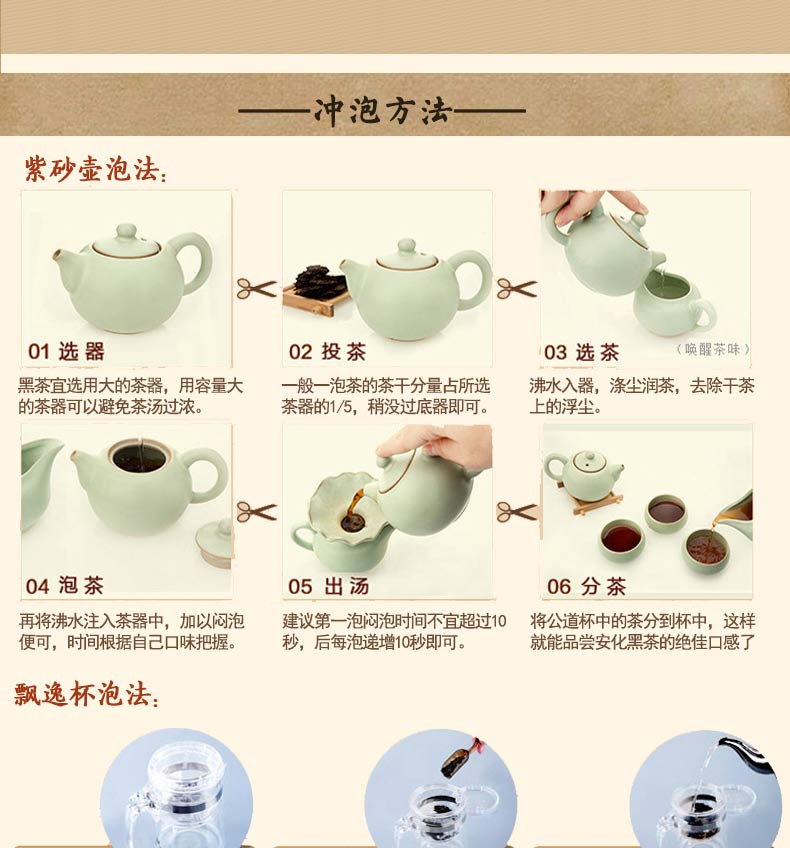 冲泡方法
紫砂壶泡法:
01 选器
02 投茶
03 选茶
（唤醒茶味）
黑茶宜选用大的茶器，用容量大
的茶器可以避免茶汤过浓。
一般一泡茶的茶干分量占所选
茶器的1/5，稍没过底器即可。
沸水入器，涤尘润茶，去除干茶
上的浮尘。
04 泡茶
05 出汤
06 分茶
再将沸水注入茶器中，加以闷泡
便可，时间根据自己口味把握。
建议第一泡闷泡时间不宜超过10
秒，后每泡递增10秒即可。
将公道杯中的茶分到杯中，这样
就能品尝安化黑茶的绝佳口感了
飘逸杯泡法: